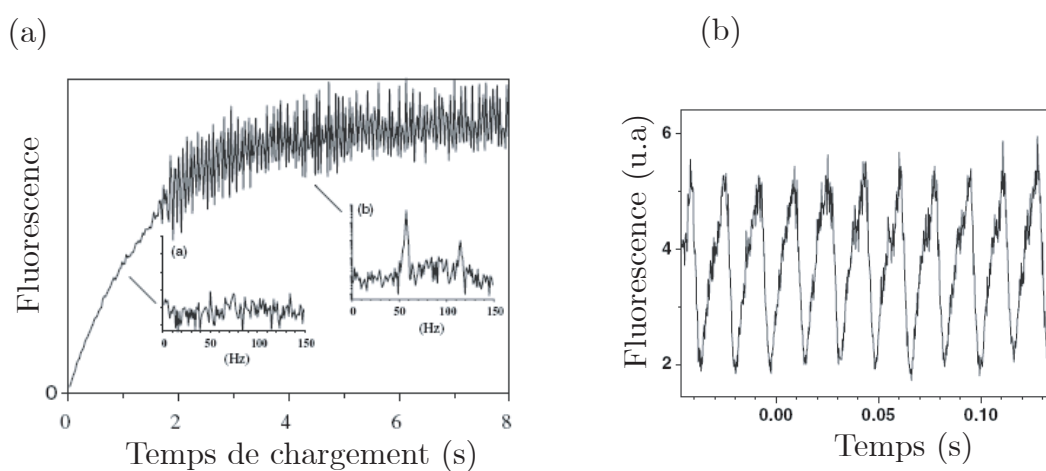 (a)
(b)
Fluorescence
0
(a)
0 50 100 150
(Hz)
(b)
0 50 100 150
(Hz)
0 2 4 6 8
Temps de chargement (s)
Fluorescence (u.a)
6
4
2
0.00 0.05 0.10
Temps (s)